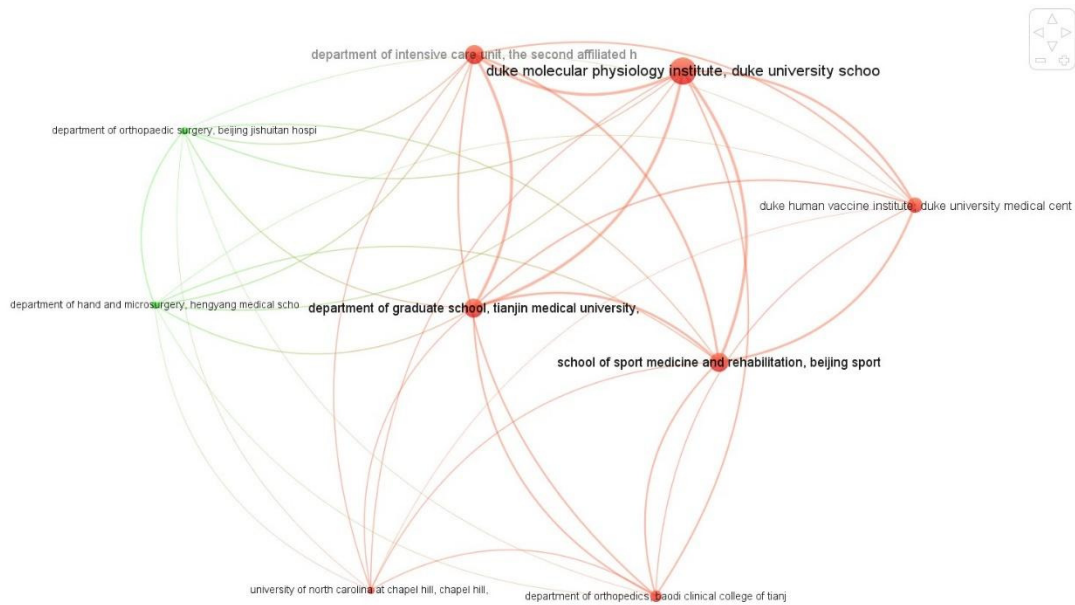 department of intensive care unit, the second affiliated h
duke molecular physiology institute, duke university schoo
department of orthopaedic surgery, beijing jishuitan hospi
duke human vaccine institute, duke university medical cent
department of hand and microsurgery, hengyang medical scho
department of graduate school, tianjin medical university,
school of sport medicine and rehabilitation, beijing sport
university of north carolina at chapel hill, chapel hill,
department of orthopedics, baodi clinical college of tianj